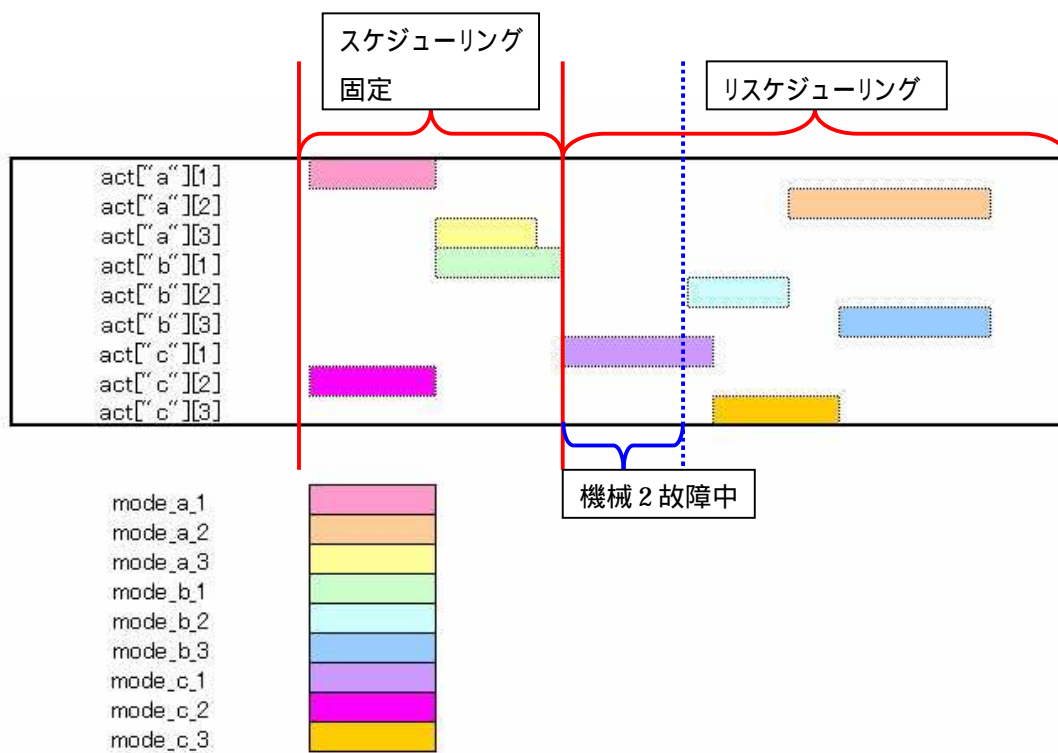 スケジューリング
固定
リスケジューリング
act["a"][1]
act["a"][2]
act["a"][3]
act["b"][1]
act["b"][2]
act["b"][3]
act["c"][1]
act["c"][2]
act["c"][3]
機械2故障中
mode_a_1
mode_a_2
mode_a_3
mode_b_1
mode_b_2
mode_b_3
mode_c_1
mode_c_2
mode_c_3